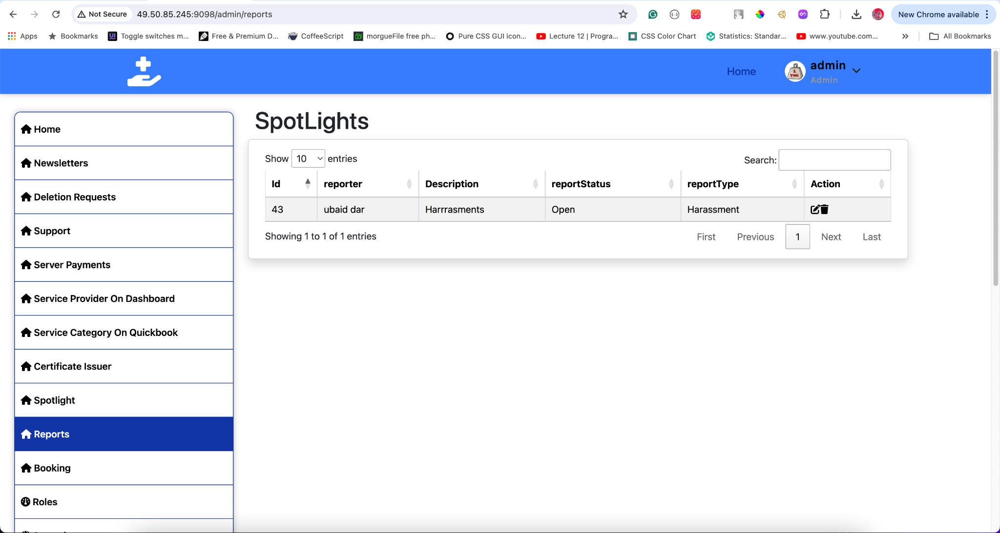 Not Secure 49.50.85.245:9098/admin/reports New Chrome available
Apps Bookmarks Toggle switches m... Free & Premium D... CoffeeScript morgueFile free ph... Pure CSS GUI icon... Lecture 12 | Progra... CSS Color Chart Statistics: Standar... www.youtube.com... All Bookmarks
Home
admin
Admin
Home
Newsletters
Deletion Requests
Support
Server Payments
Service Provider On Dashboard
Service Category On Quickbook
Certificate Issuer
Spotlight
Reports
Booking
Roles
SpotLights
Show 10 entries Search:
Id reporter Description reportStatus reportType Action
43 ubaid dar Harrrasments Open Harassment
Showing 1 to 1 of 1 entries First Previous 1 Next Last